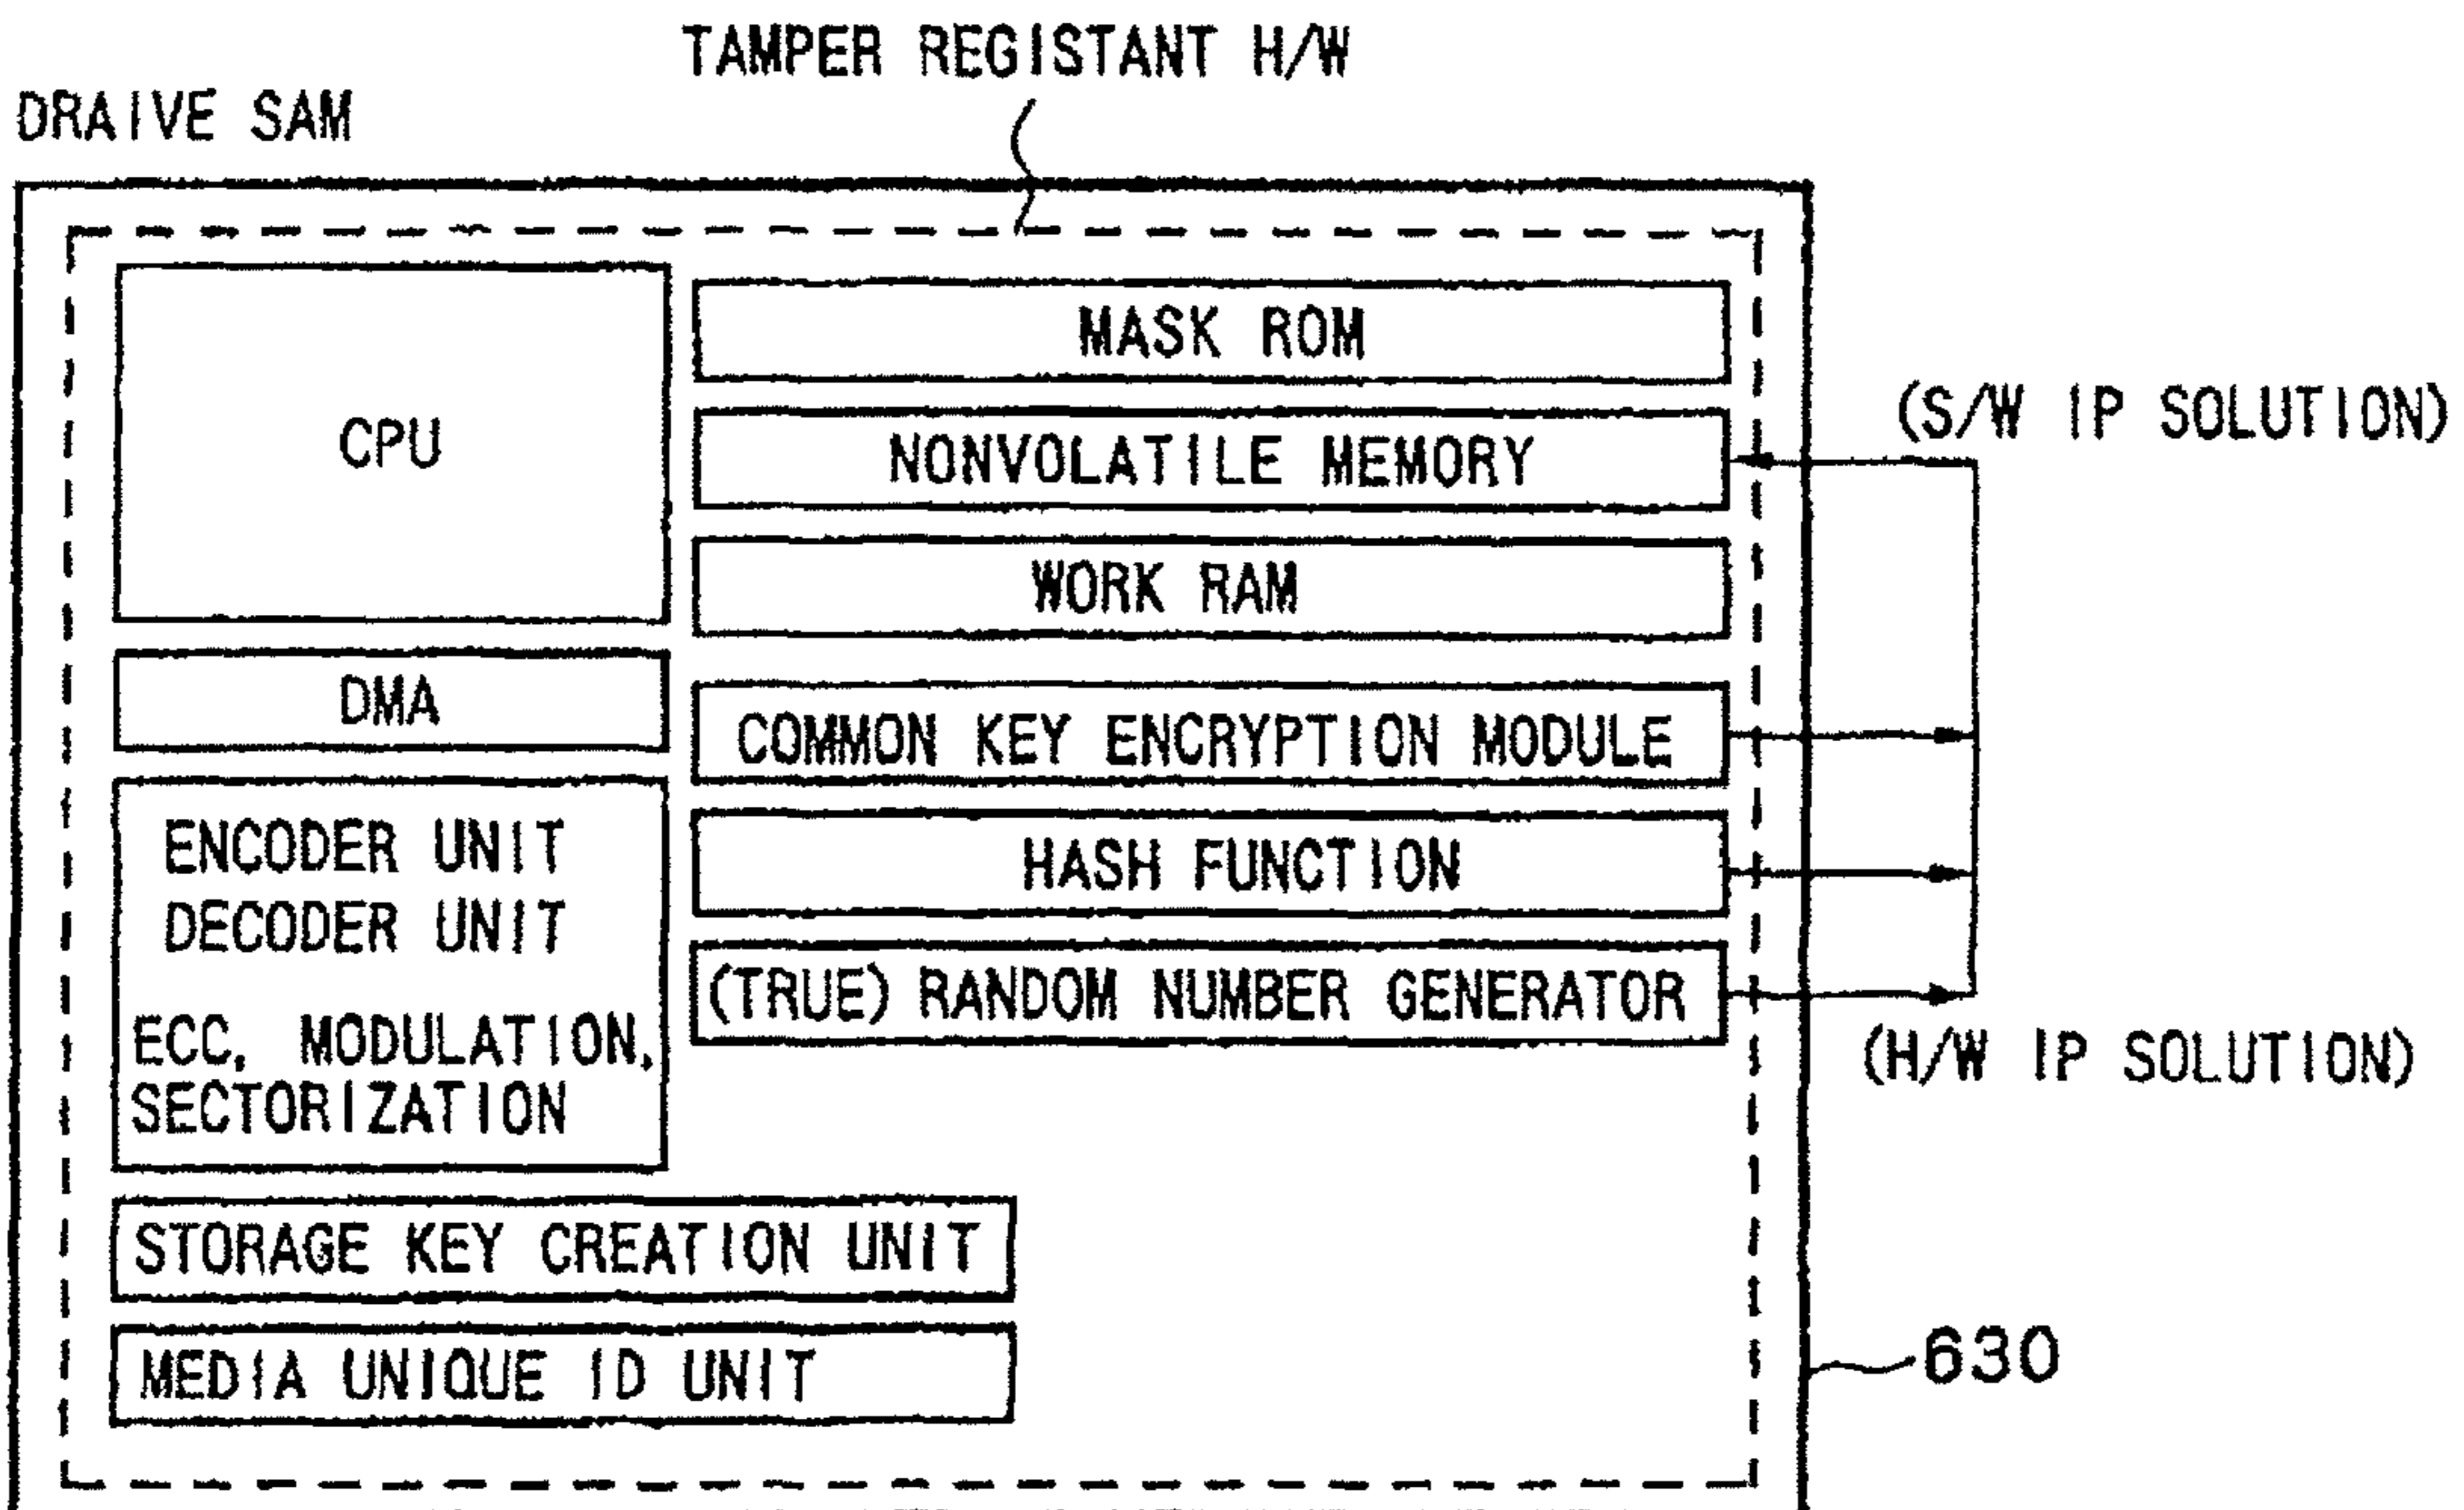 TAMPER REGISTANT H/W
DRAIVE SAM
CPU
MASK ROM
NONVOLATILE MEMORY
(S/W IP SOLUTION)
WORK RAM
DMA
COMMON KEY ENCRYPTION MODULE
ENCODER UNIT
DECODER UNIT
ECC, MODULATION,
SECTORIZATION
HASH FUNCTION
(TRUE) RANDOM NUMBER GENERATOR
(H/W IP SOLUTION)
STORAGE KEY CREATION UNIT
MEDIA UNIQUE ID UNIT
630